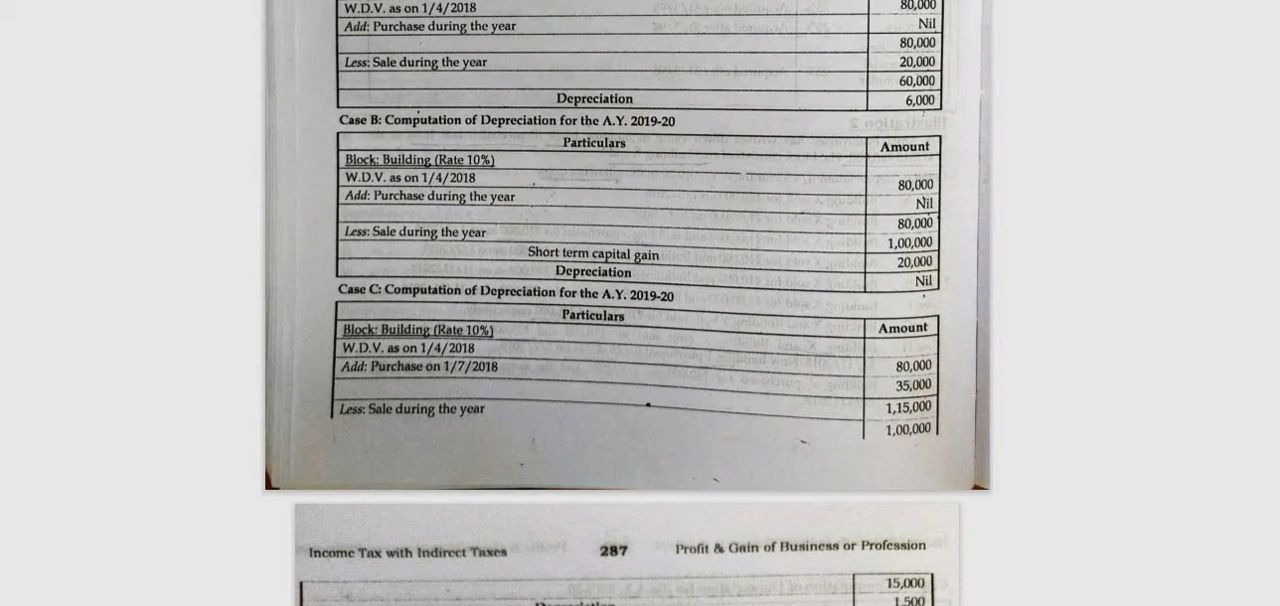 W.D.V. as on 1/4/2018 80,000
Add: Purchase during the year Nil
80,000
Less: Sale during the year 20,000
60,000
Depreciation 6,000
Case B: Computation of Depreciation for the A.Y. 2019-20
Particulars Amount
Block: Building (Rate 10%)
W.D.V. as on 1/4/2018 80,000
Add: Purchase during the year Nil
80,000
Less: Sale during the year 1,00,000
Short term capital gain 20,000
Depreciation Nil
Case C: Computation of Depreciation for the A.Y. 2019-20
Particulars Amount
Block: Building (Rate 10%)
W.D.V. as on 1/4/2018 80,000
Add: Purchase on 1/7/2018 35,000
1,15,000
Less: Sale during the year 1,00,000
Income Tax with Indirect Taxes 287 Profit & Gain of Business or Profession
15,000
Depreciation 1,500